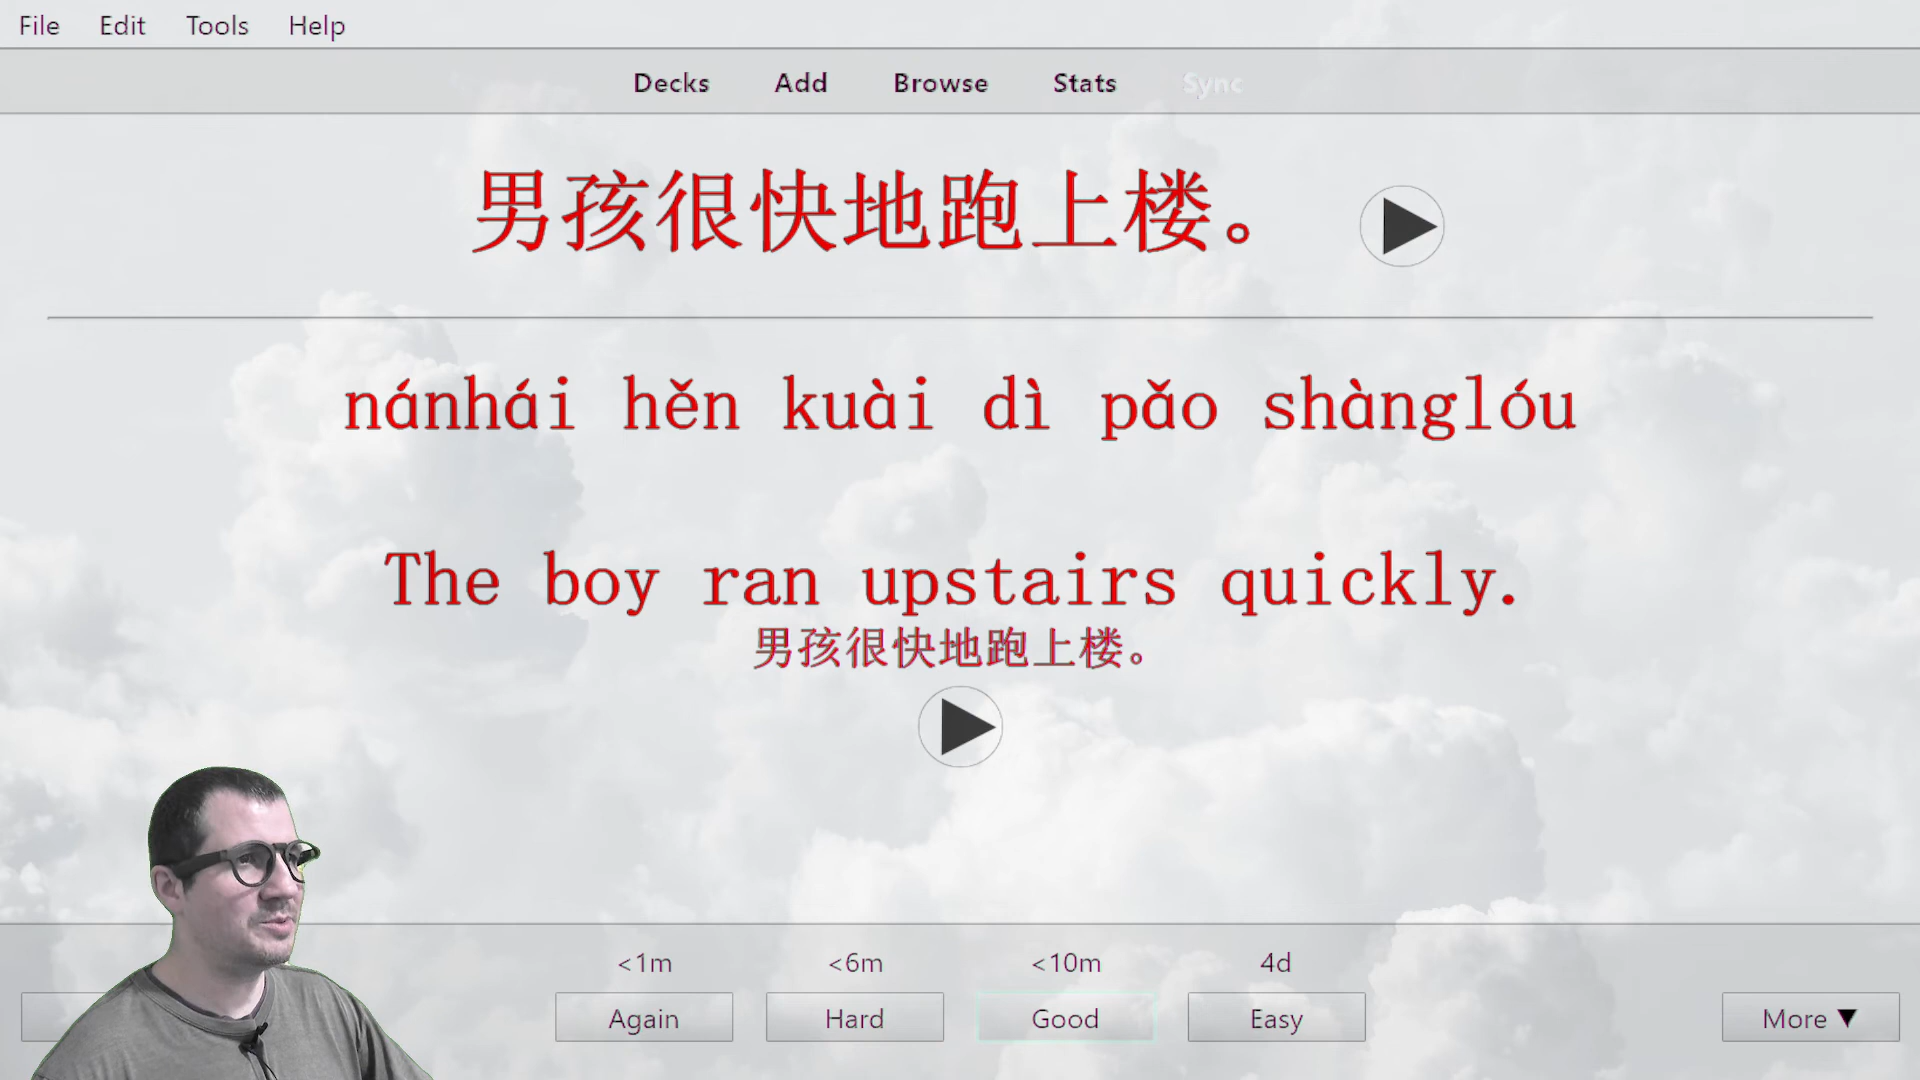 File Edit Tools Help
Decks Add Browse Stats Sync
男孩很快地跑上楼。
nánhái hěn kuài dì pǎo shànglóu
The boy ran upstairs quickly.
男孩很快地跑上楼。
<1m <6m <10m 4d
Again Hard Good Easy More ▼